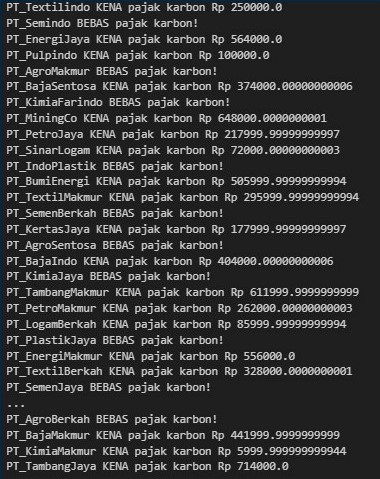 PT_Textilindo KENA pajak karbon Rp 250000.0
PT_Semindo BEBAS pajak karbon!
PT_EnergiJaya KENA pajak karbon Rp 564000.0
PT_Pulpindo KENA pajak karbon Rp 100000.0
PT_AgroMakmur BEBAS pajak karbon!
PT_BajaSentosa KENA pajak karbon Rp 374000.00000000006
PT_KimiaFarindo BEBAS pajak karbon!
PT_MiningCo KENA pajak karbon Rp 648000.0000000001
PT_PetroJaya KENA pajak karbon Rp 217999.99999999997
PT_SinarLogam KENA pajak karbon Rp 72000.00000000003
PT_IndoPlastik BEBAS pajak karbon!
PT_BumiEnergi KENA pajak karbon Rp 505999.99999999994
PT_TextilMakmur KENA pajak karbon Rp 295999.99999999994
PT_SemenBerkah BEBAS pajak karbon!
PT_KertasJaya KENA pajak karbon Rp 177999.99999999997
PT_AgroSentosa BEBAS pajak karbon!
PT_BajaIndo KENA pajak karbon Rp 404000.00000000006
PT_KimiaJaya BEBAS pajak karbon!
PT_TambangMakmur KENA pajak karbon Rp 611999.9999999999
PT_PetroMakmur KENA pajak karbon Rp 262000.00000000003
PT_LogamBerkah KENA pajak karbon Rp 85999.99999999994
PT_PlastikJaya BEBAS pajak karbon!
PT_EnergiMakmur KENA pajak karbon Rp 556000.0
PT_TextilBerkah KENA pajak karbon Rp 328000.0000000001
PT_SemenJaya BEBAS pajak karbon!
...
PT_AgroBerkah BEBAS pajak karbon!
PT_BajaMakmur KENA pajak karbon Rp 441999.9999999999
PT_KimiaMakmur KENA pajak karbon Rp 5999.999999999944
PT_TambangJaya KENA pajak karbon Rp 714000.0